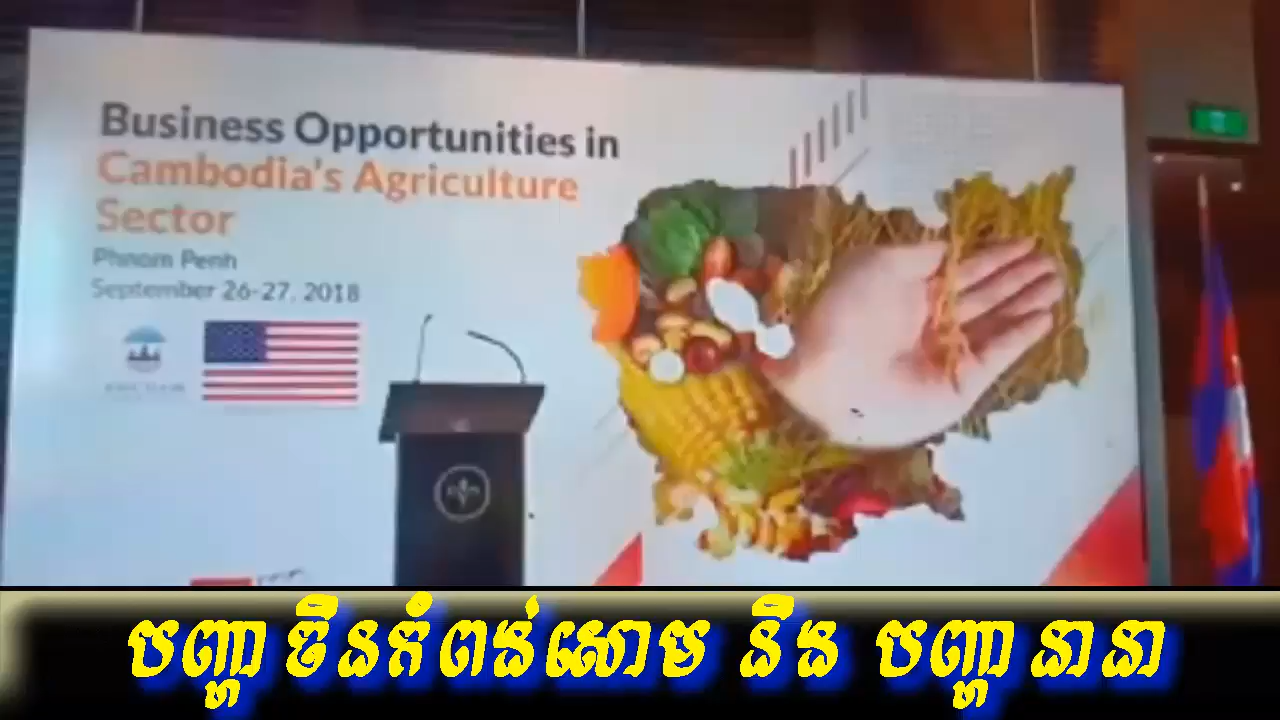 Business Opportunities in
Cambodia's Agriculture
Sector
Phnom Penh
September 26-27, 2018
បញ្ហាចិនកំពង់សោម និង បញ្ហានានា